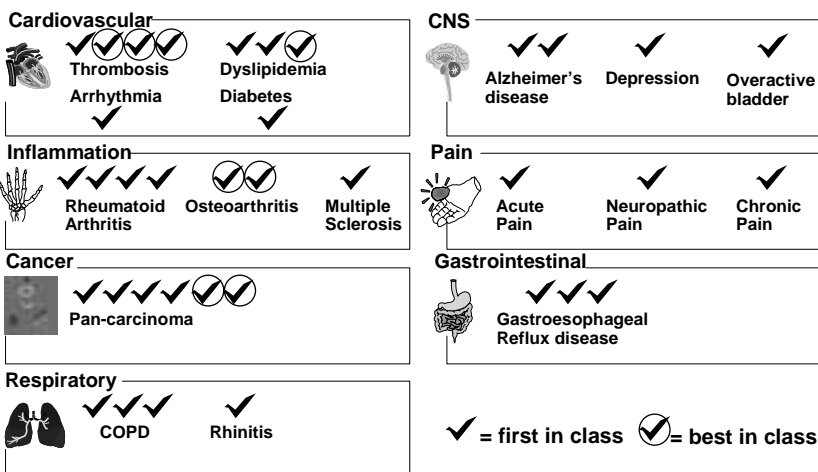 Cardiovascular
Thrombosis Dyslipidemia
Arrhythmia Diabetes
Inflammation
Rheumatoid Osteoarthritis Multiple
Arthritis Sclerosis
Cancer
Pan-carcinoma
Respiratory
COPD Rhinitis
CNS
Alzheimer's Depression Overactive
disease bladder
Pain
Acute Neuropathic Chronic
Pain Pain Pain
Gastrointestinal
Gastroesophageal
Reflux disease
= first in class = best in class